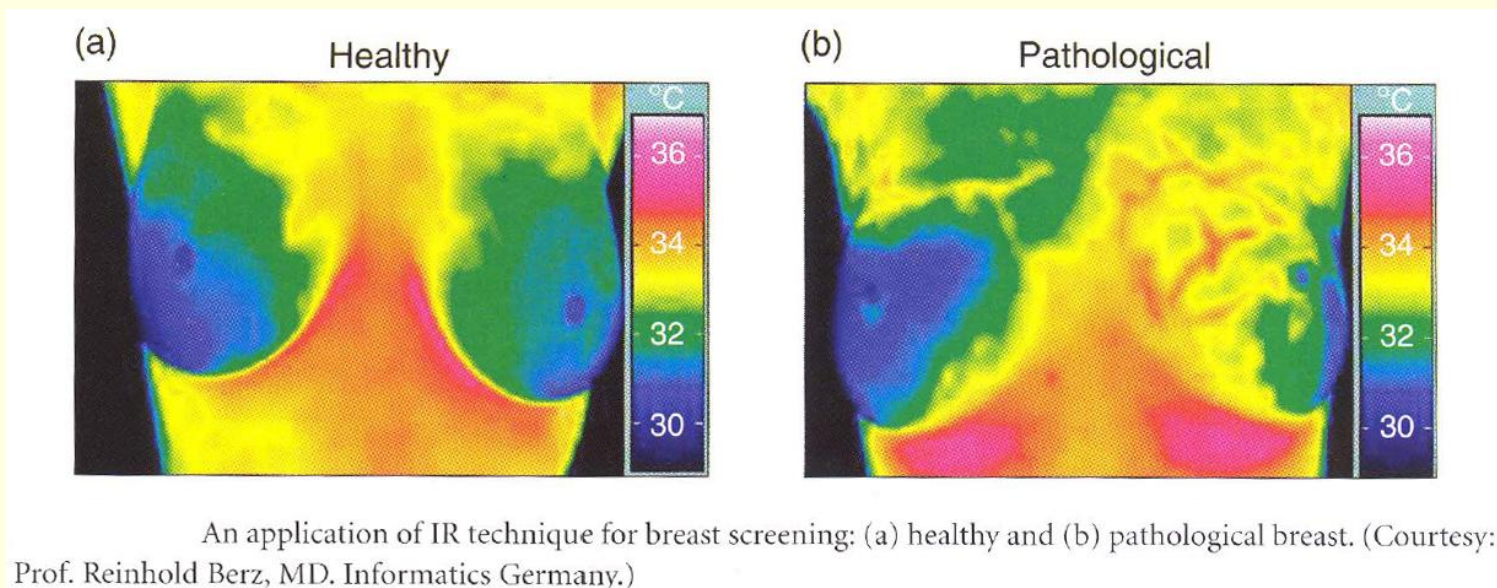 (a)
Healthy
°C
36
34
32
30
(b)
Pathological
°C
36
34
32
30
An application of IR technique for breast screening: (a) healthy and (b) pathological breast. (Courtesy:
Prof. Reinhold Berz, MD. Informatics Germany.)